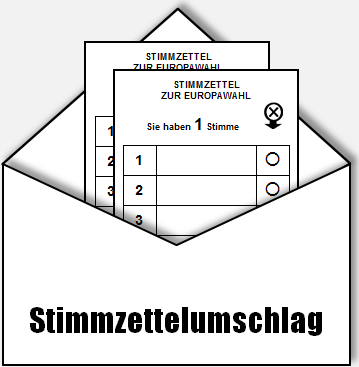 STIMMZETTEL
ZUR EUROPAWAHL
1
2
3
STIMMZETTEL
ZUR EUROPAWAHL
Sie haben 1 Stimme
1
2
3
Stimmzettelumschlag